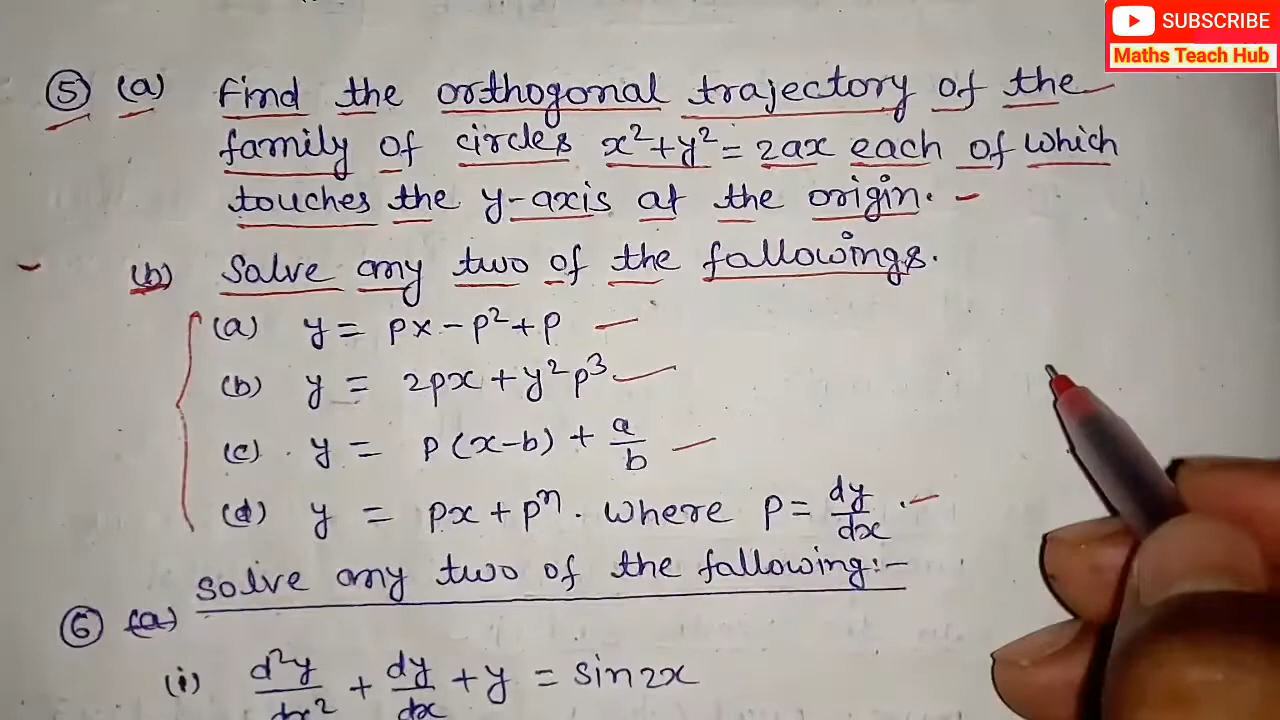 SUBSCRIBE
Maths Teach Hub
⑤ (a) Find the orthogonal trajectory of the
family of circles x²+y²=2ax each of which
touches the y-axis at the origin.
(b) Solve any two of the fallowings.
(a) y = px-p²+p
(b) y = 2px+y²p³
(c) y = p(x-b)+a/b
(d) y = px+pⁿ. where p=dy/dx.
solve any two of the fallowing:-
⑥ (a)
(i) d²y/dx² + dy/dx + y = sin2x